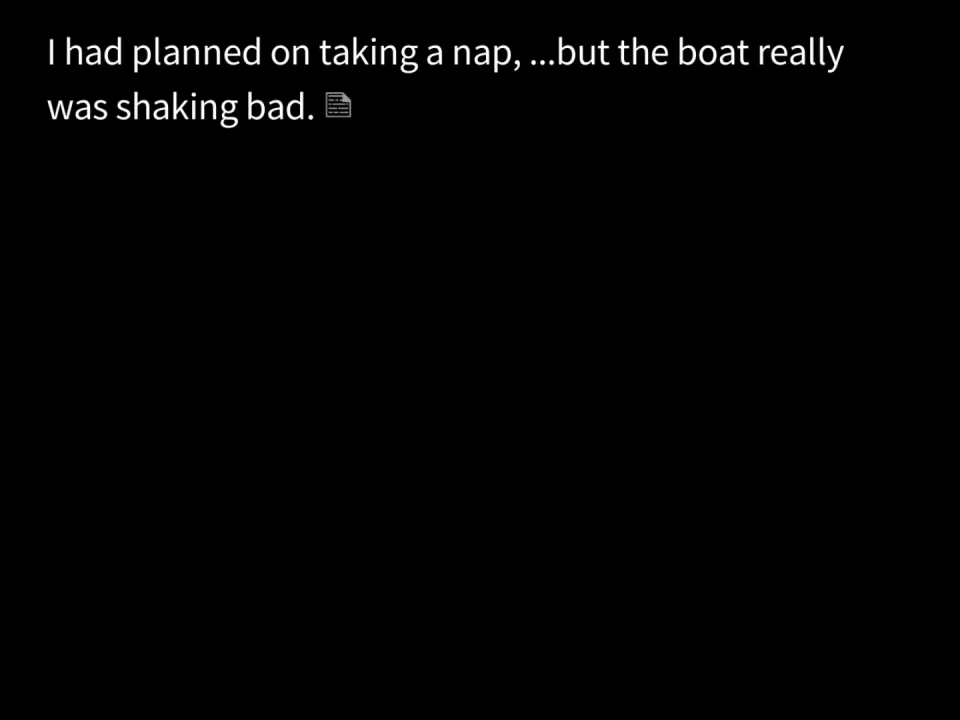 I had planned on taking a nap, ...but the boat really
was shaking bad.